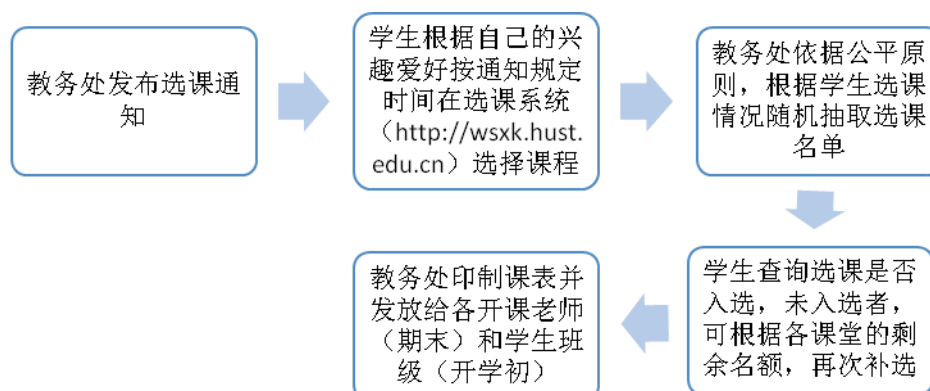 教务处发布选课通
知
学生根据自己的兴
趣爱好按通知规定
时间在选课系统
（http://wsxk.hust.
edu.cn）选择课程
教务处依据公平原
则，根据学生选课
情况随机抽取选课
名单
学生查询选课是否
入选，未入选者，
可根据各课堂的剩
余名额，再次补选
教务处印制课表并
发放给各开课老师
（期末）和学生班
级（开学初）